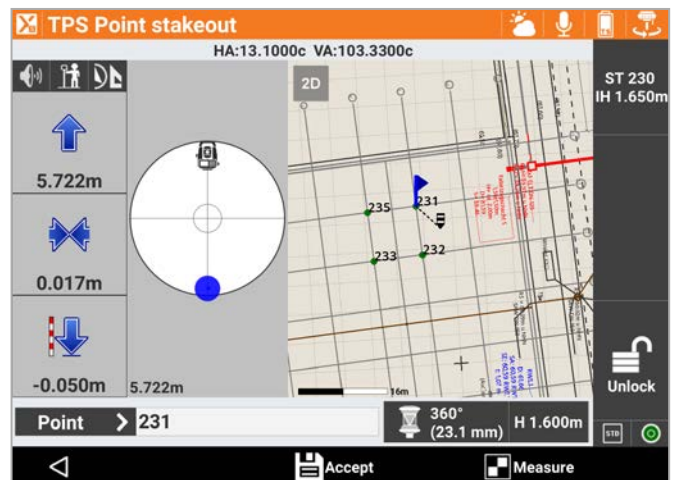 TPS Point stakeout
HA:13.1000c VA:103.3300c
2D
ST 230
IH 1.650m
5.722m
0.017m
-0.050m
5.722m
235
231
233
232
16m
Unlock
Point
231
360°
(23.1 mm)
H 1.600m
STD
Accept
Measure